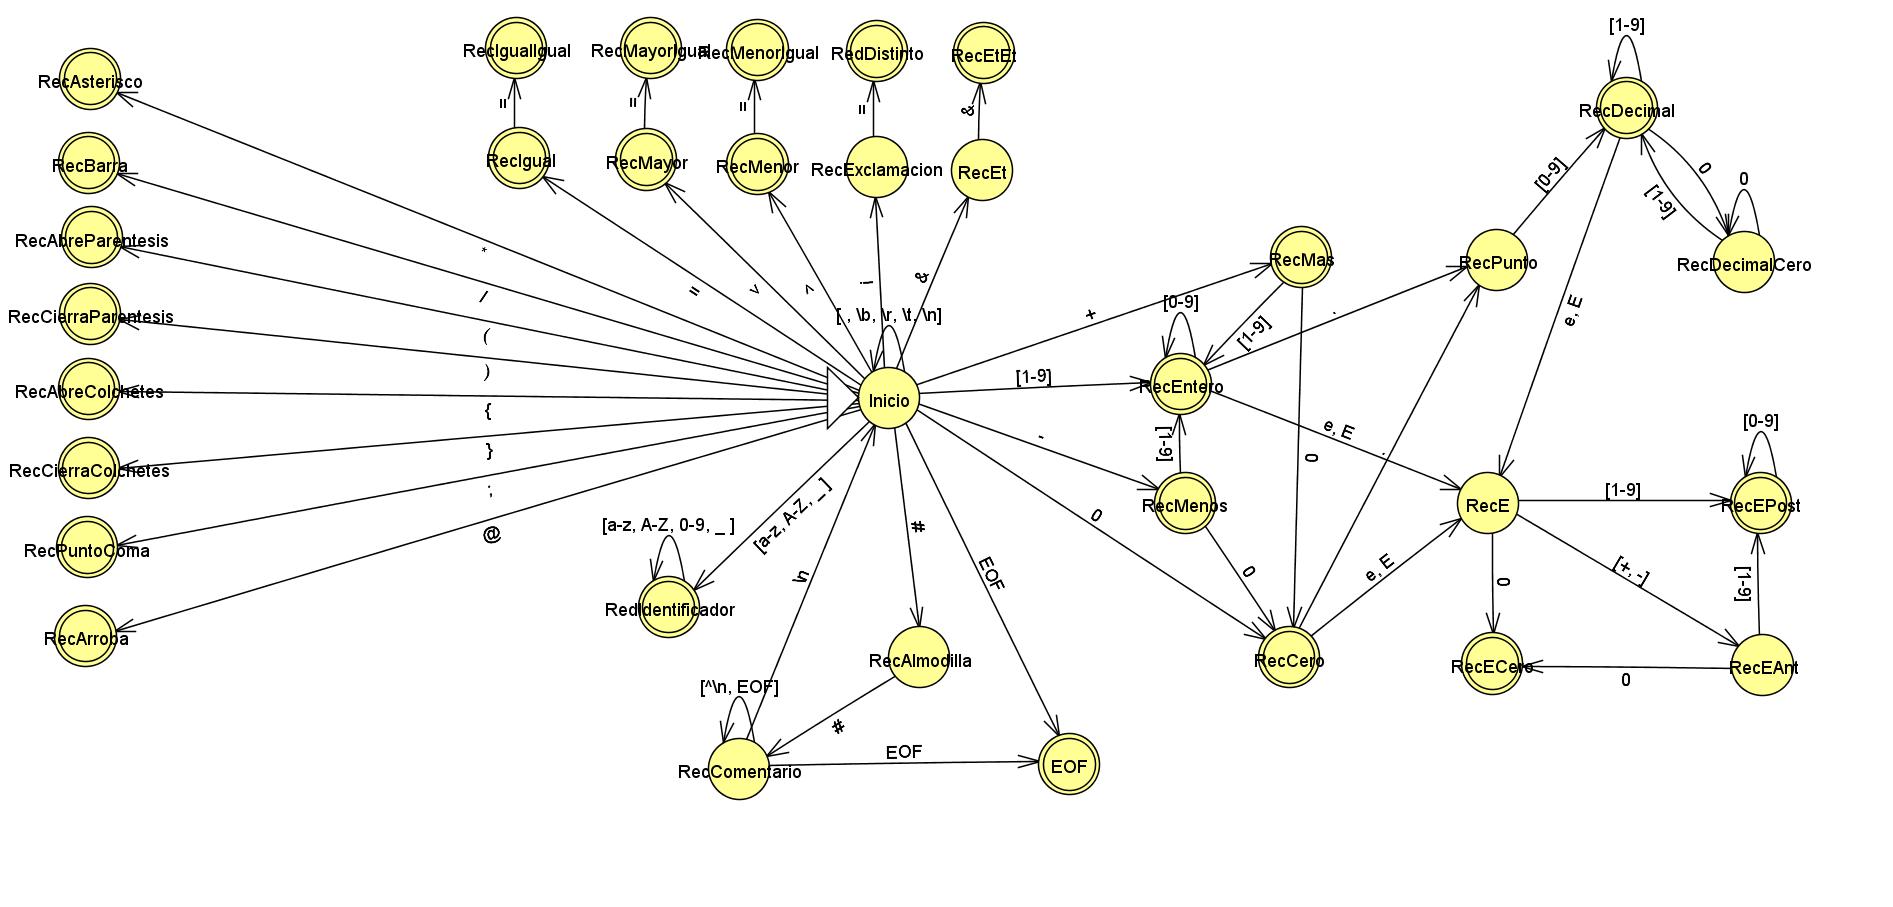 RecAsterisco
RecBarra
RecAbreParentesis
RecCierraParentesis
RecAbreColchetes
RecCierraColchetes
RecPuntoComa
RecArroba
*
/
(
)
{
}
;
@
RecIgualIgual
RecMayorIgual
RecMenorIgual
RedDistinto
RecEtEt
=
=
=
=
&
RecIgual
RecMayor
RecMenor
RecExclamacion
RecEt
=
>
<
!
&
[ , \b, \r, \t, \n]
Inicio
[a-z, A-Z, _ ]
[a-z, A-Z, 0-9, _ ]
RedIdentificador
\n
#
EOF
RecAlmodilla
#
[^\n, EOF]
RecComentario
EOF
EOF
+
[1-9]
-
0
RecMas
[1-9]
0
[0-9]
RecEntero
.
e, E
[1-9]
RecMenos
0
RecCero
.
e, E
RecPunto
[0-9]
[1-9]
RecDecimal
0
[1-9]
0
RecDecimalCero
e, E
RecE
[1-9]
[0-9]
RecEPost
0
[+, -]
[1-9]
RecECero
0
RecEAnt